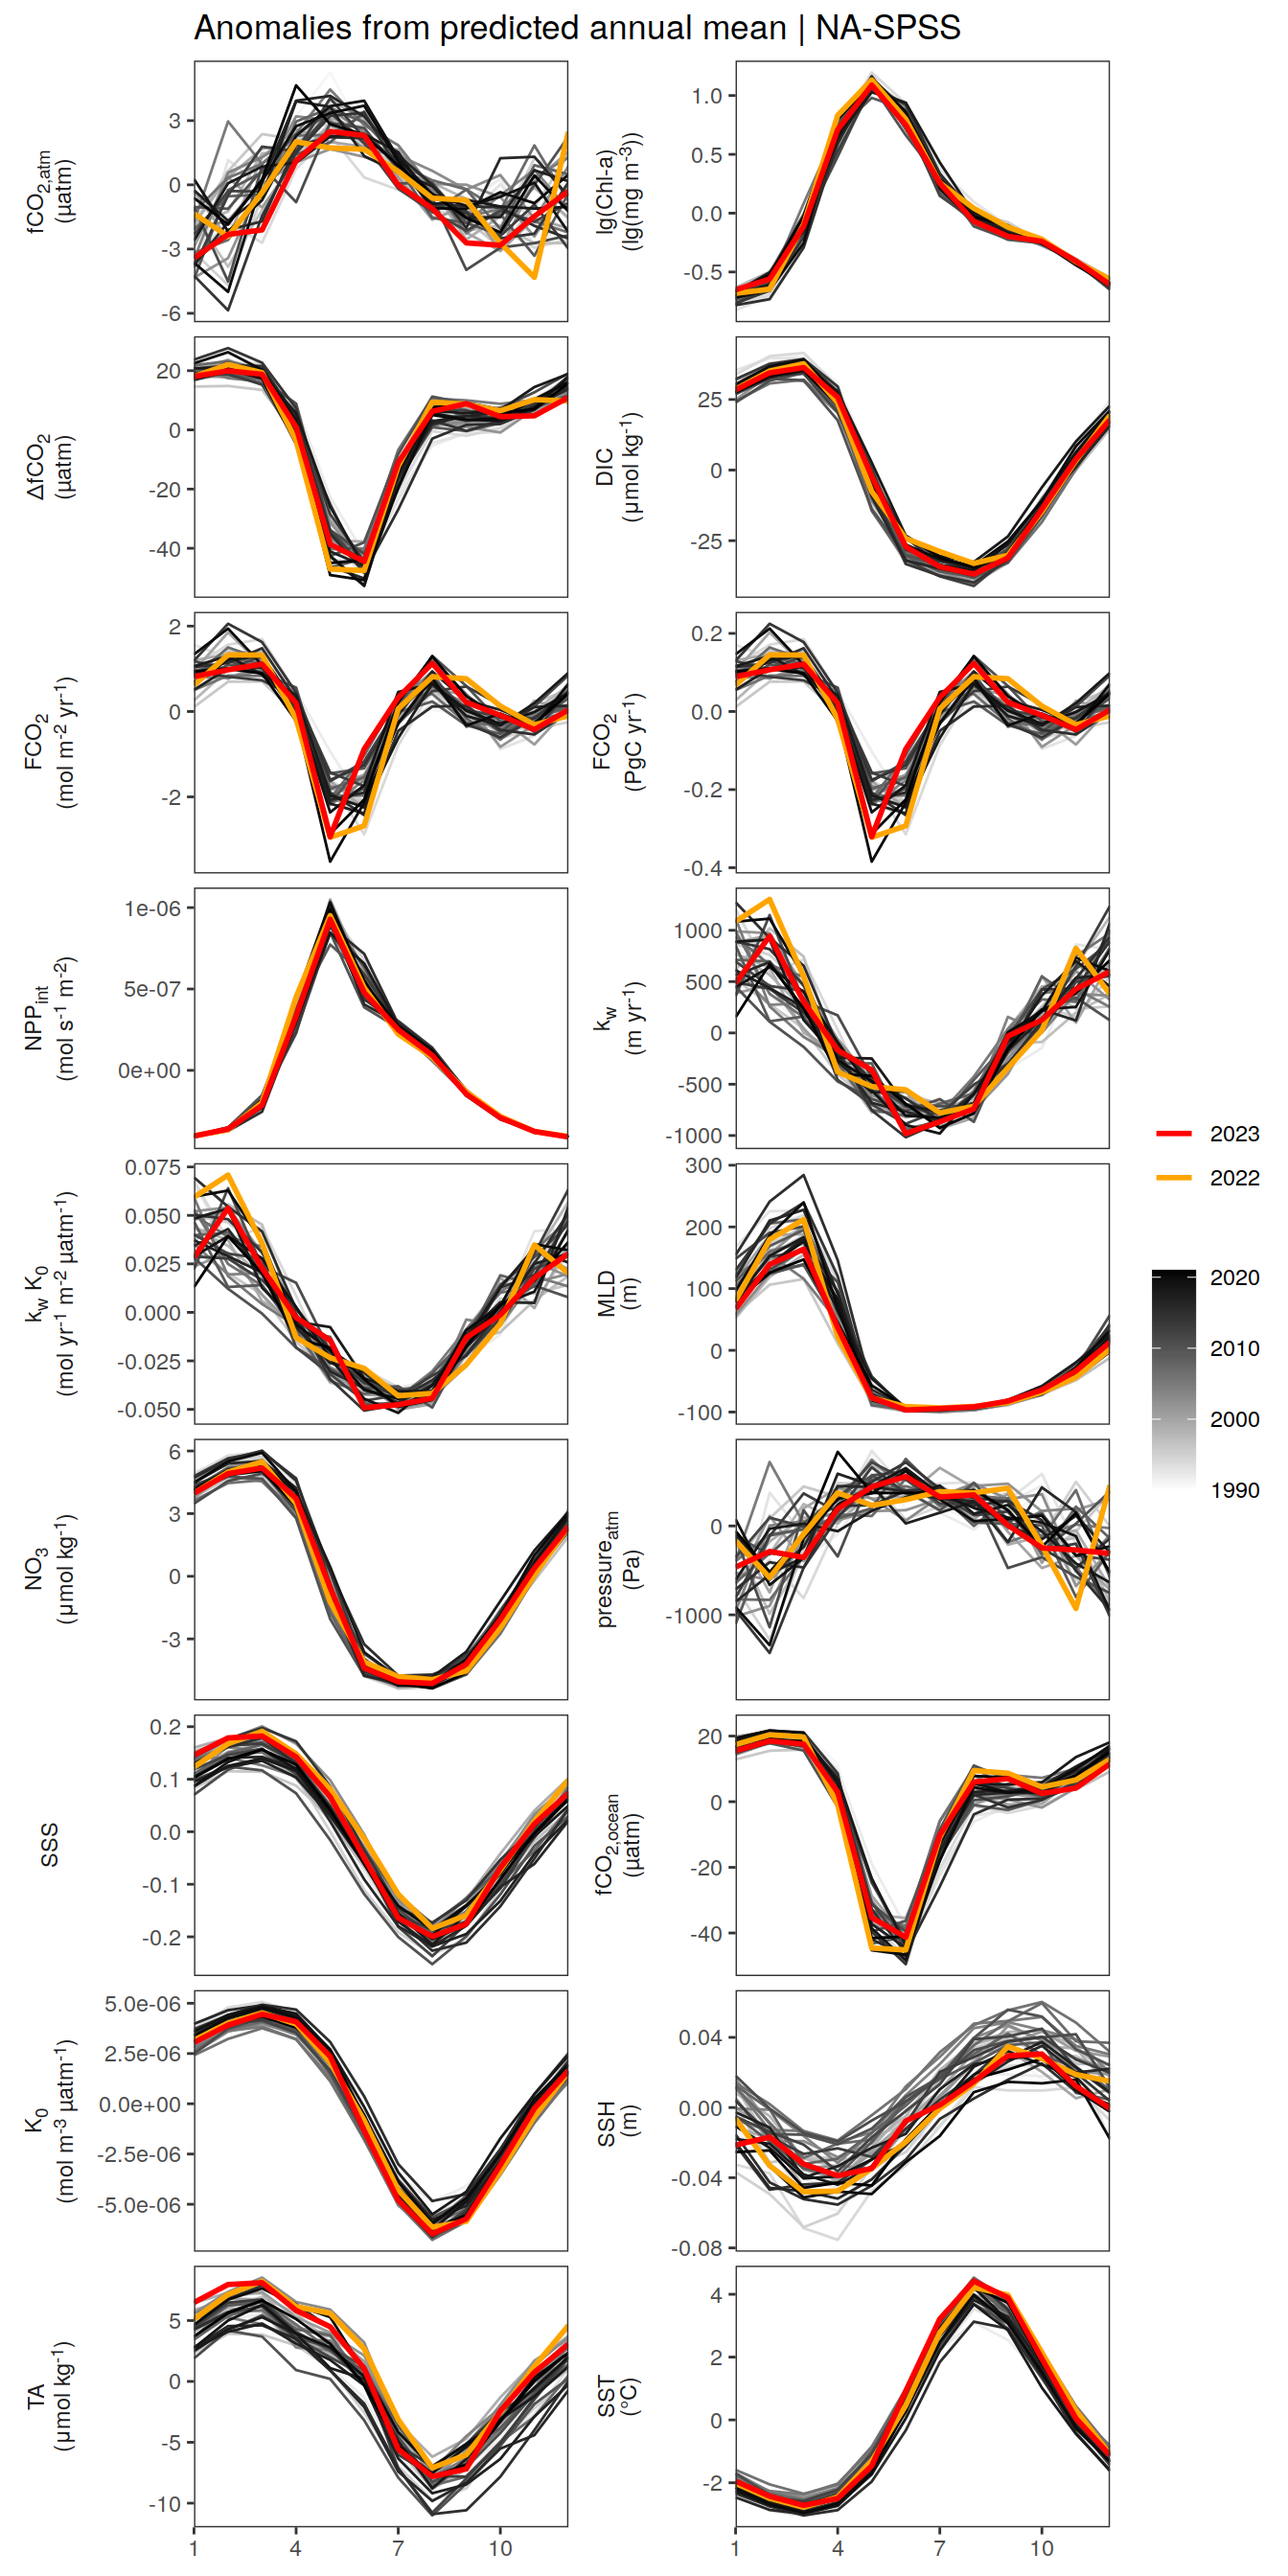 Anomalies from predicted annual mean | NA-SPSS
fCO2,atm
(µatm)
3
0
-3
-6
lg(Chl-a)
(lg(mg m-3))
1.0
0.5
0.0
-0.5
ΔfCO2
(µatm)
20
0
-20
-40
DIC
(µmol kg-1)
25
0
-25
FCO2
(mol m-2 yr-1)
2
0
-2
FCO2
(PgC yr-1)
0.2
0.0
-0.2
-0.4
NPPint
(mol s-1 m-2)
1e-06
5e-07
0e+00
kw
(m yr-1)
1000
500
0
-500
-1000
kw K0
(mol yr-1 m-2 µatm-1)
0.075
0.050
0.025
0.000
-0.025
-0.050
MLD
(m)
300
200
100
0
-100
NO3
(µmol kg-1)
6
3
0
-3
pressureatm
(Pa)
0
-1000
SSS
0.2
0.1
0.0
-0.1
-0.2
fCO2,ocean
(µatm)
20
0
-20
-40
K0
(mol m-3 µatm-1)
5.0e-06
2.5e-06
0.0e+00
-2.5e-06
-5.0e-06
SSH
(m)
0.04
0.00
-0.04
-0.08
TA
(µmol kg-1)
5
0
-5
-10
SST
(°C)
4
2
0
-2
1 4 7 10
1 4 7 10
2023
2022
2020
2010
2000
1990